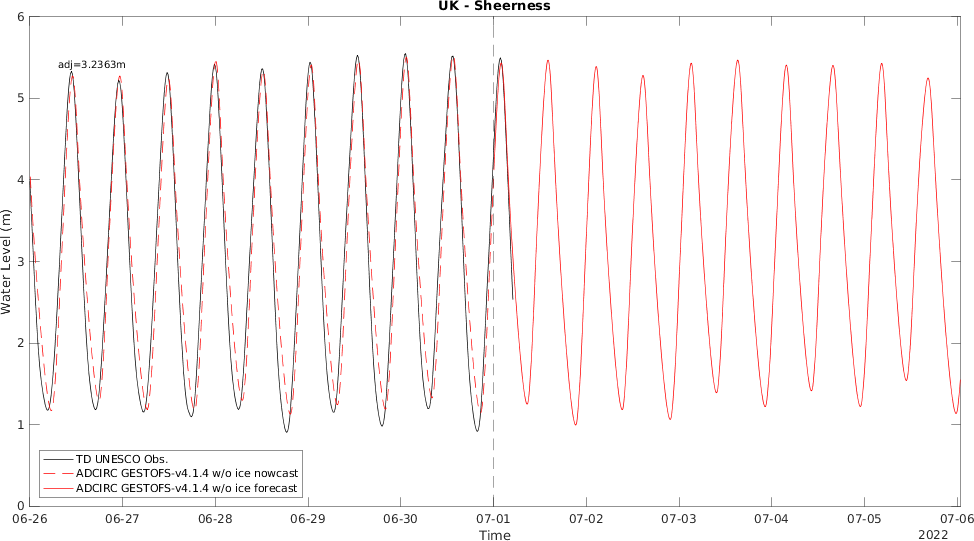 UK - Sheerness
adj=3.2363m
6
5
4
3
2
1
0
Water Level (m)
TD UNESCO Obs.
ADCIRC GESTOFS-v4.1.4 w/o ice nowcast
ADCIRC GESTOFS-v4.1.4 w/o ice forecast
06-26 06-27 06-28 06-29 06-30 07-01 07-02 07-03 07-04 07-05 07-06
Time
2022